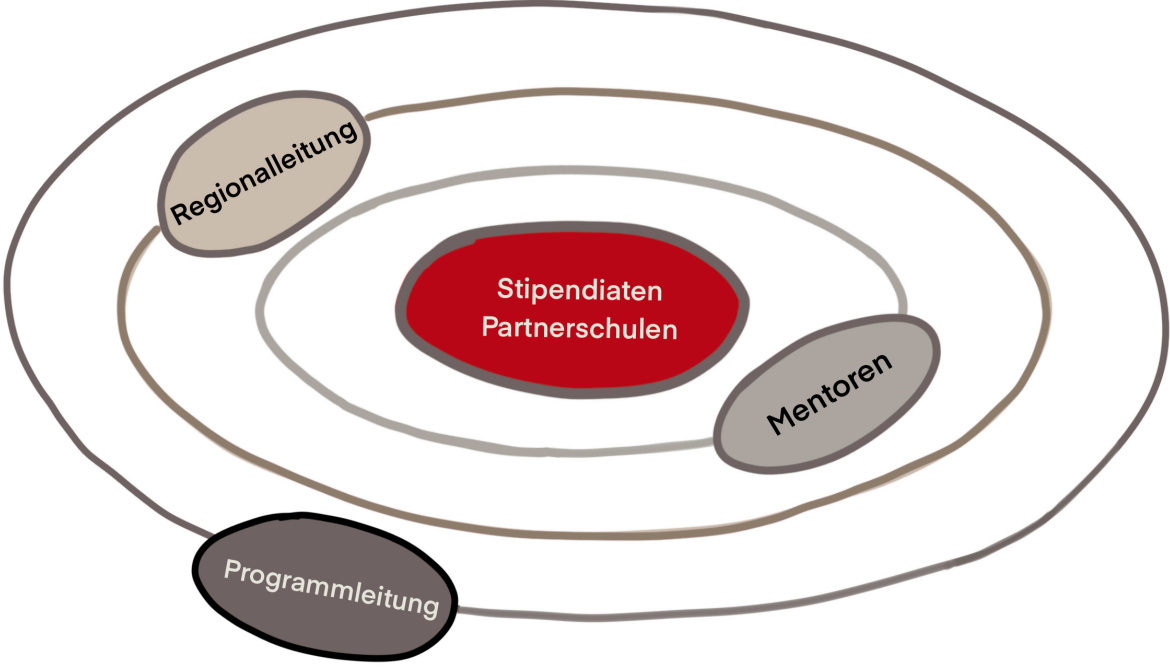 Regionalleitung
Stipendiaten
Partnerschulen
Mentoren
Programmleitung